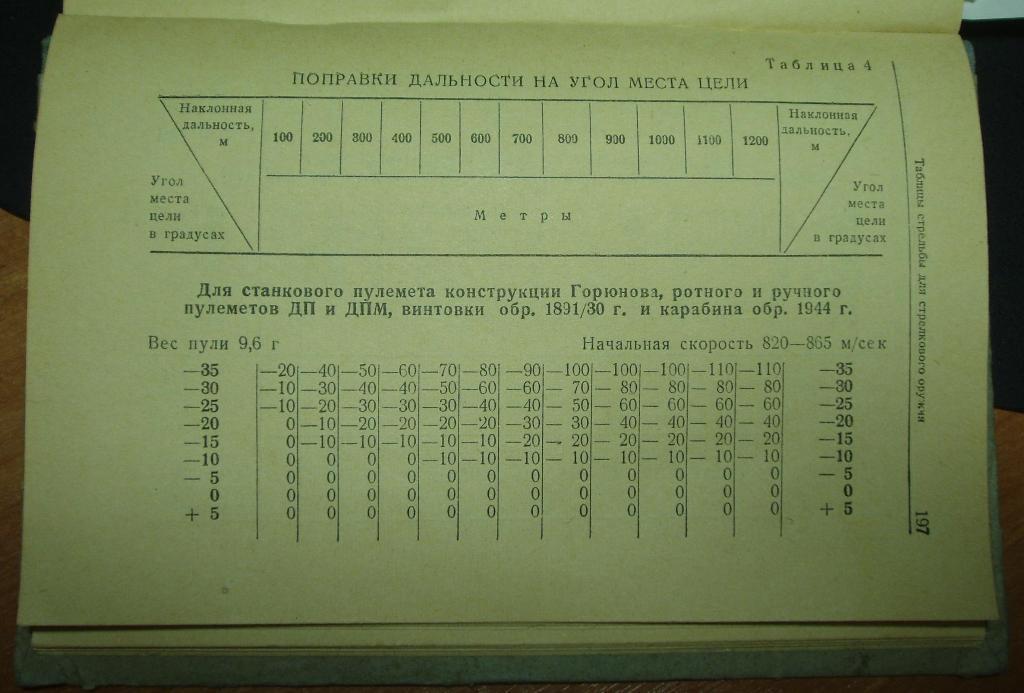 Таблица 4
ПОПРАВКИ ДАЛЬНОСТИ НА УГОЛ МЕСТА ЦЕЛИ
Наклонная дальность, м
Угол места цели в градусах
100 200 300 400 500 600 700 800 900 1000 1100 1200
Метры
Наклонная дальность, м
Угол места цели в градусах
Для станкового пулемета конструкции Горюнова, ротного и ручного
пулеметов ДП и ДПМ, винтовки обр. 1891/30 г. и карабина обр. 1944 г.
Вес пули 9,6 г Начальная скорость 820—865 м/сек
—35 —20 —40 —50 —60 —70 —80 —90 —100 —100 —100 —110 —110 —35
—30 —10 —30 —40 —40 —50 —60 —60 — 70 — 80 — 80 — 80 — 80 —30
—25 —10 —20 —30 —30 —30 —40 —40 — 50 — 60 — 60 — 60 — 60 —25
—20 0 —10 —20 —20 —20 —20 —30 — 30 — 40 — 40 — 40 — 40 —20
—15 0 —10 —10 —10 —10 —10 —20 — 20 — 20 — 20 — 20 — 20 —15
—10 0 0 0 0 —10 —10 —10 — 10 — 10 — 10 — 10 — 10 —10
— 5 0 0 0 0 0 0 0 0 0 0 0 0 — 5
0 0 0 0 0 0 0 0 0 0 0 0 0 0
+ 5 0 0 0 0 0 0 0 0 0 0 0 0 + 5
Таблицы стрельбы для стрелкового оружия
197